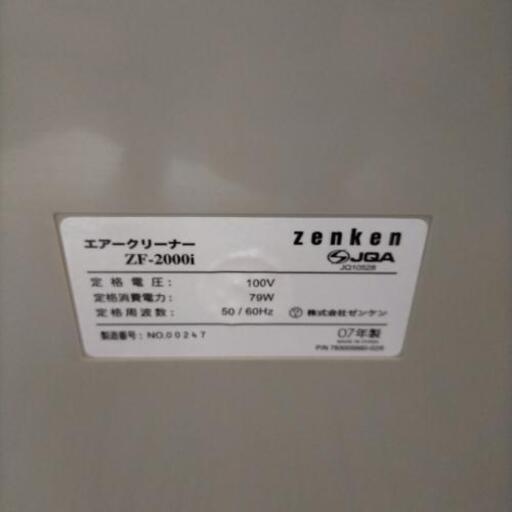 エアークリーナー
ZF-2000i
zenken
JQA
JQ10528
定格電圧: 100V
定格消費電力: 79W
定格周波数: 50/60Hz
株式会社ゼンケン
製造番号: NO.00247
07年製